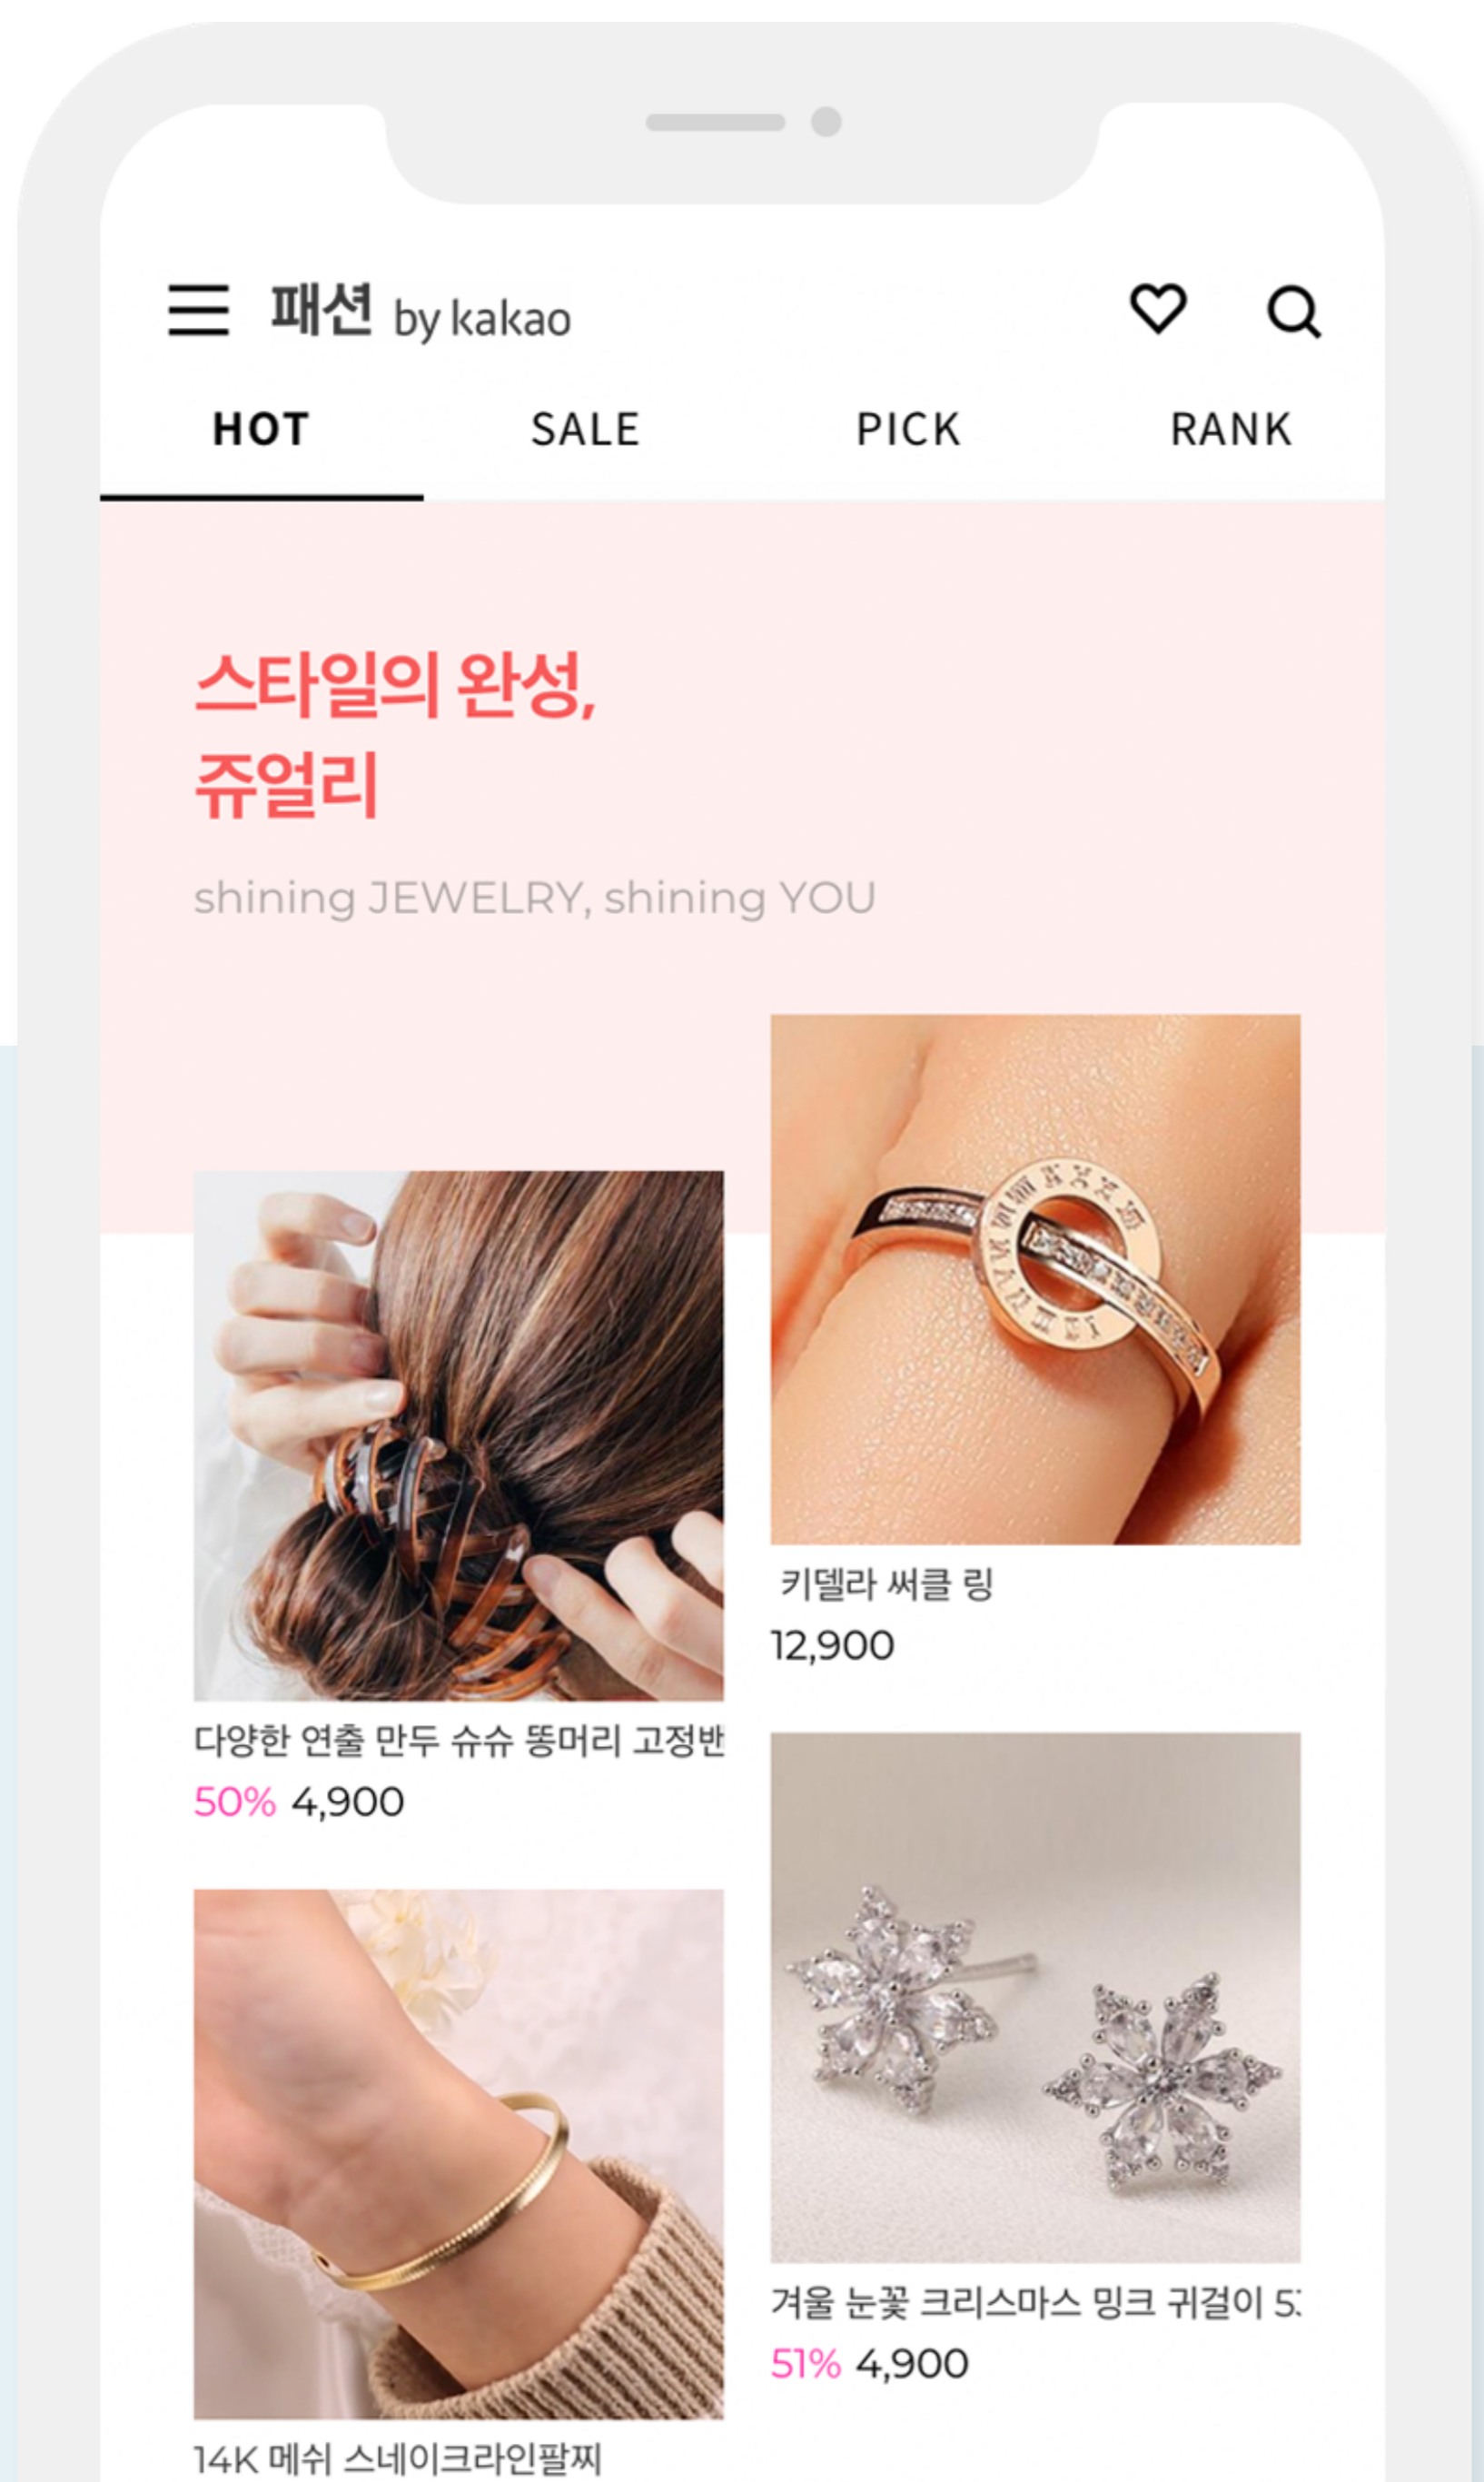 패션 by kakao
HOT SALE PICK RANK
스타일의 완성,
쥬얼리
shining JEWELRY, shining YOU
키델라 써클 링
12,900
다양한 연출 만두 슈슈 똥머리 고정밴
50% 4,900
겨울 눈꽃 크리스마스 밍크 귀걸이
51% 4,900
14K 메쉬 스네이크라인팔찌